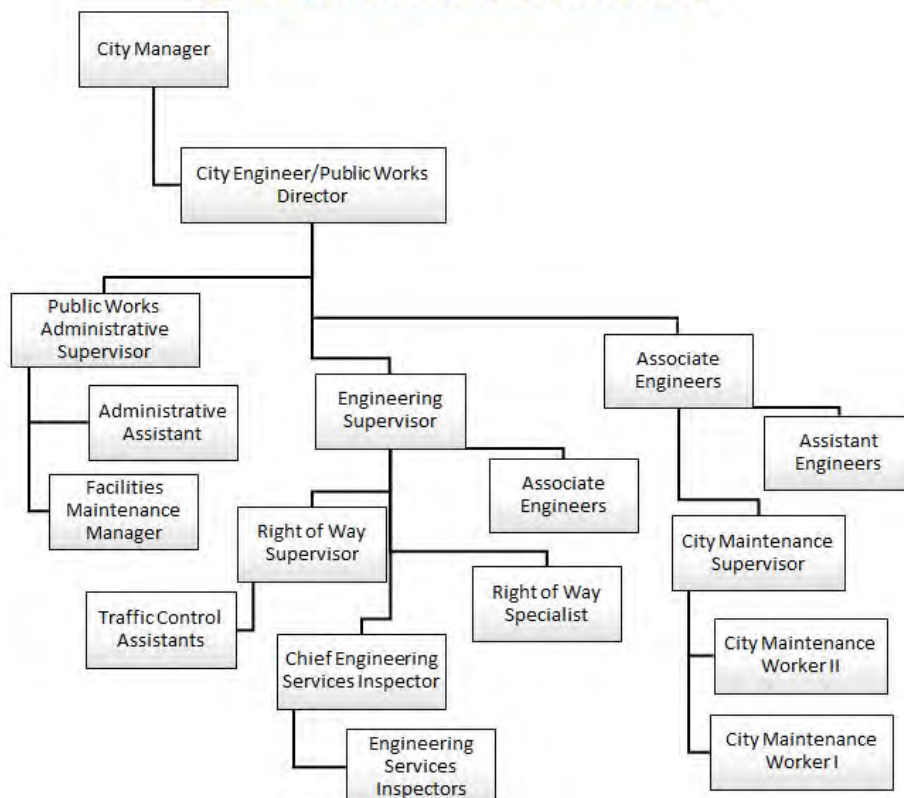 City Manager
City Engineer/Public Works
Director
Public Works
Administrative
Supervisor
Administrative
Assistant
Facilities
Maintenance
Manager
Engineering
Supervisor
Associate
Engineers
Right of Way
Supervisor
Traffic Control
Assistants
Right of Way
Specialist
Chief Engineering
Services Inspector
Engineering
Services
Inspectors
Associate
Engineers
Assistant
Engineers
City Maintenance
Supervisor
City Maintenance
Worker II
City Maintenance
Worker I